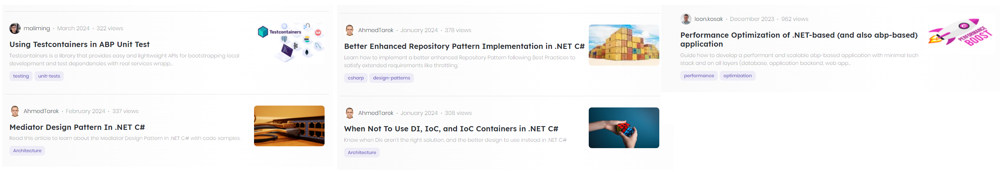 maliming • March 2024 • 322 views
Testcontainers
Using Testcontainers in ABP Unit Test
Testcontainers is a library that provides easy and lightweight APIs for bootstrapping local
development and test dependencies with real services wrapp...
testing unit-tests
AhmedTarek • February 2024 • 337 views
Mediator Design Pattern In .NET C#
Read this article to learn about the Mediator Design Pattern in .NET C# with code samples.
Architecture
AhmedTarek • January 2024 • 378 views
Better Enhanced Repository Pattern Implementation in .NET C#
Learn how to implement a better enhanced Repository Pattern following Best Practices to
satisfy extended requirements like throttling.
csharp design-patterns
AhmedTarek • January 2024 • 308 views
When Not To Use DI, IoC, and IoC Containers in .NET C#
Know when DIs aren't the right solution, and the better design to use instead in .NET C#
Architecture
leon.kosak • December 2023 • 962 views
Performance Optimization of .NET-based (and also abp-based)
application
Guide how to develop a performant and scalable abp-based application with minimal tech
stack and on all layers (database, application backend, web app...
performance optimization
PERFORMANCE
BOOST